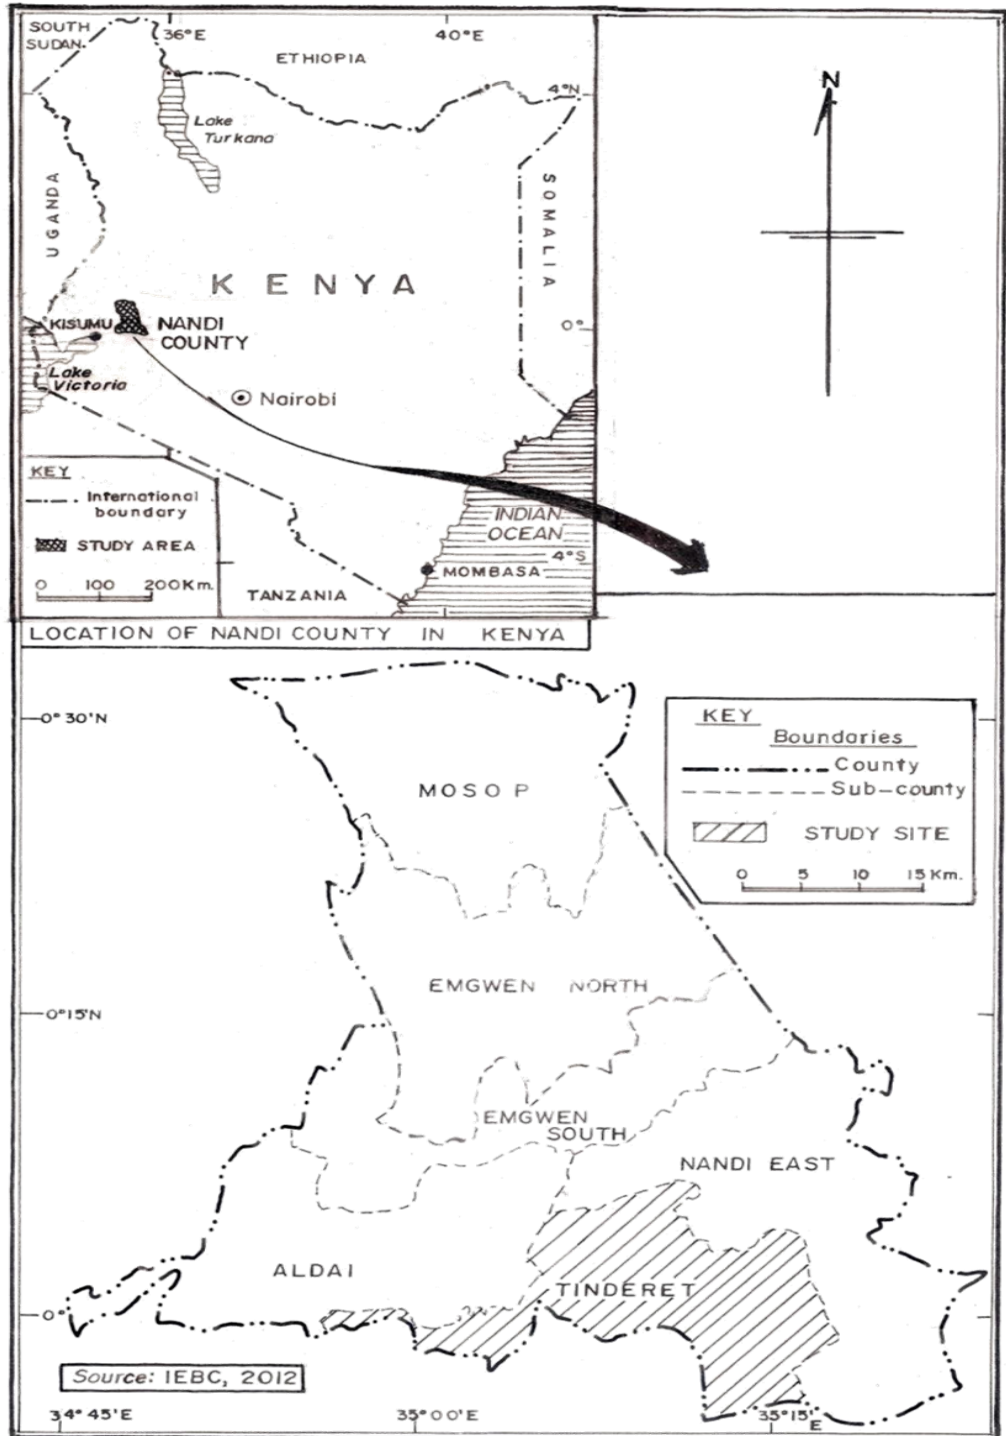 SOUTH
SUDAN
36°E
40°E
ETHIOPIA
4°N
Lake
Turkana
UGANDA
SOMALIA
KENYA
KISUMU
NANDI
COUNTY
0°
Lake
Victoria
Nairobi
KEY
International
boundary
STUDY AREA
0 100 200Km.
INDIAN
OCEAN
4°S
MOMBASA
TANZANIA
LOCATION OF NANDI COUNTY IN KENYA
N
0°30'N
KEY
Boundaries
County
Sub-county
STUDY SITE
0 5 10 15 Km.
MOSOP
EMGWEN NORTH
0°15'N
EMGWEN
SOUTH
NANDI EAST
ALDAI
TINDERET
0°
Source: IEBC, 2012
34°45'E
35°00'E
35°15'
E